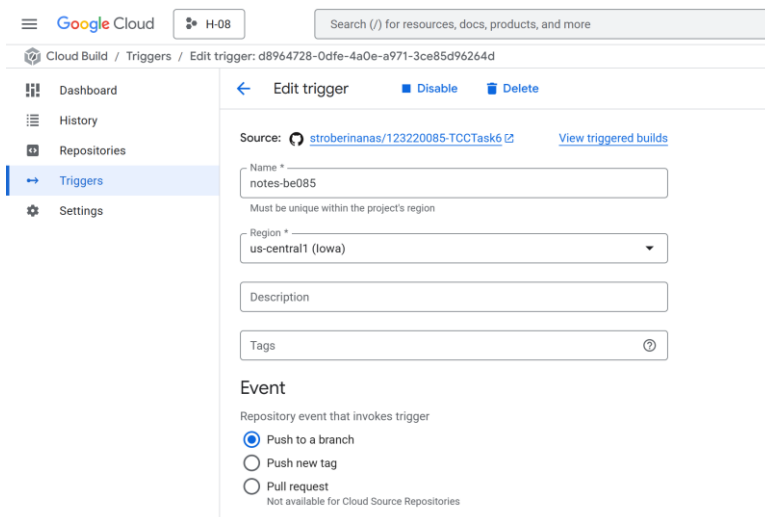 Google Cloud
H-08
Search (/) for resources, docs, products, and more
Cloud Build / Triggers / Edit trigger: d8964728-0dfe-4a0e-a971-3ce85d96264d
Dashboard
History
Repositories
Triggers
Settings
Edit trigger
Disable
Delete
Source: stroberinanas/123220085-TCCTask6
View triggered builds
Name *
notes-be085
Must be unique within the project's region
Region *
us-central1 (Iowa)
Description
Tags
Event
Repository event that invokes trigger
Push to a branch
Push new tag
Pull request
Not available for Cloud Source Repositories